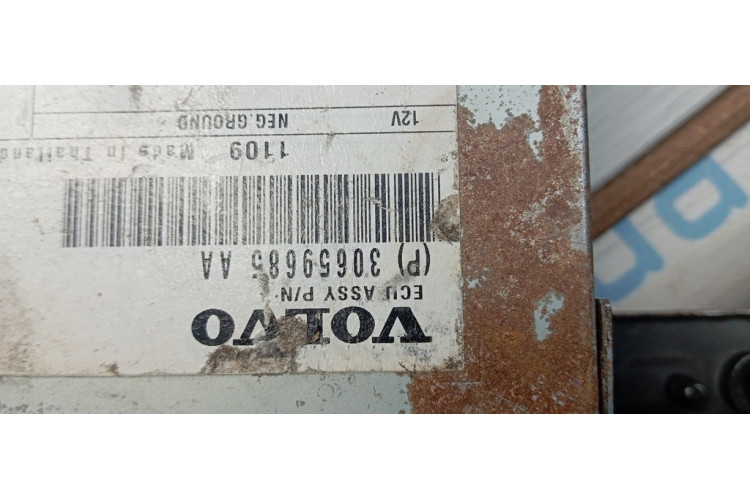 VOLVO
ECU ASSY P/N:
(P) 30659685 AA
1109 Made in Thailand
12V NEG.GROUND